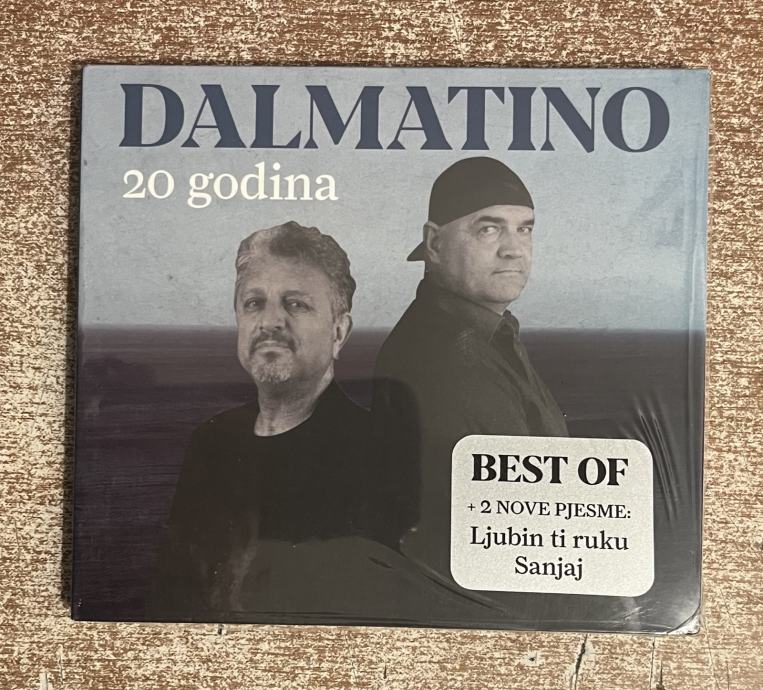 DALMATINO
20 godina
BEST OF
+ 2 NOVE PJESME:
Ljubin ti ruku
Sanjaj